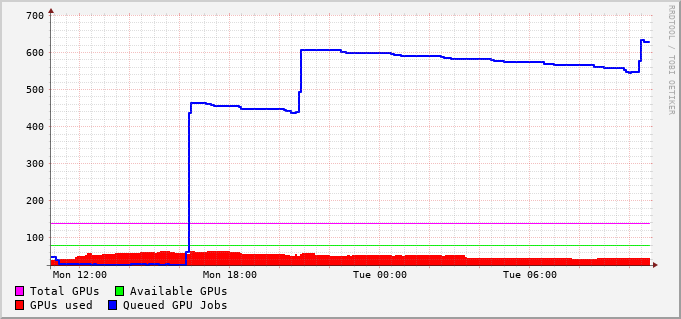 700
600
500
400
300
200
100
Mon 12:00 Mon 18:00 Tue 00:00 Tue 06:00
RRDTOOL / TOBI OETIKER
Total GPUs Available GPUs
GPUs used Queued GPU Jobs